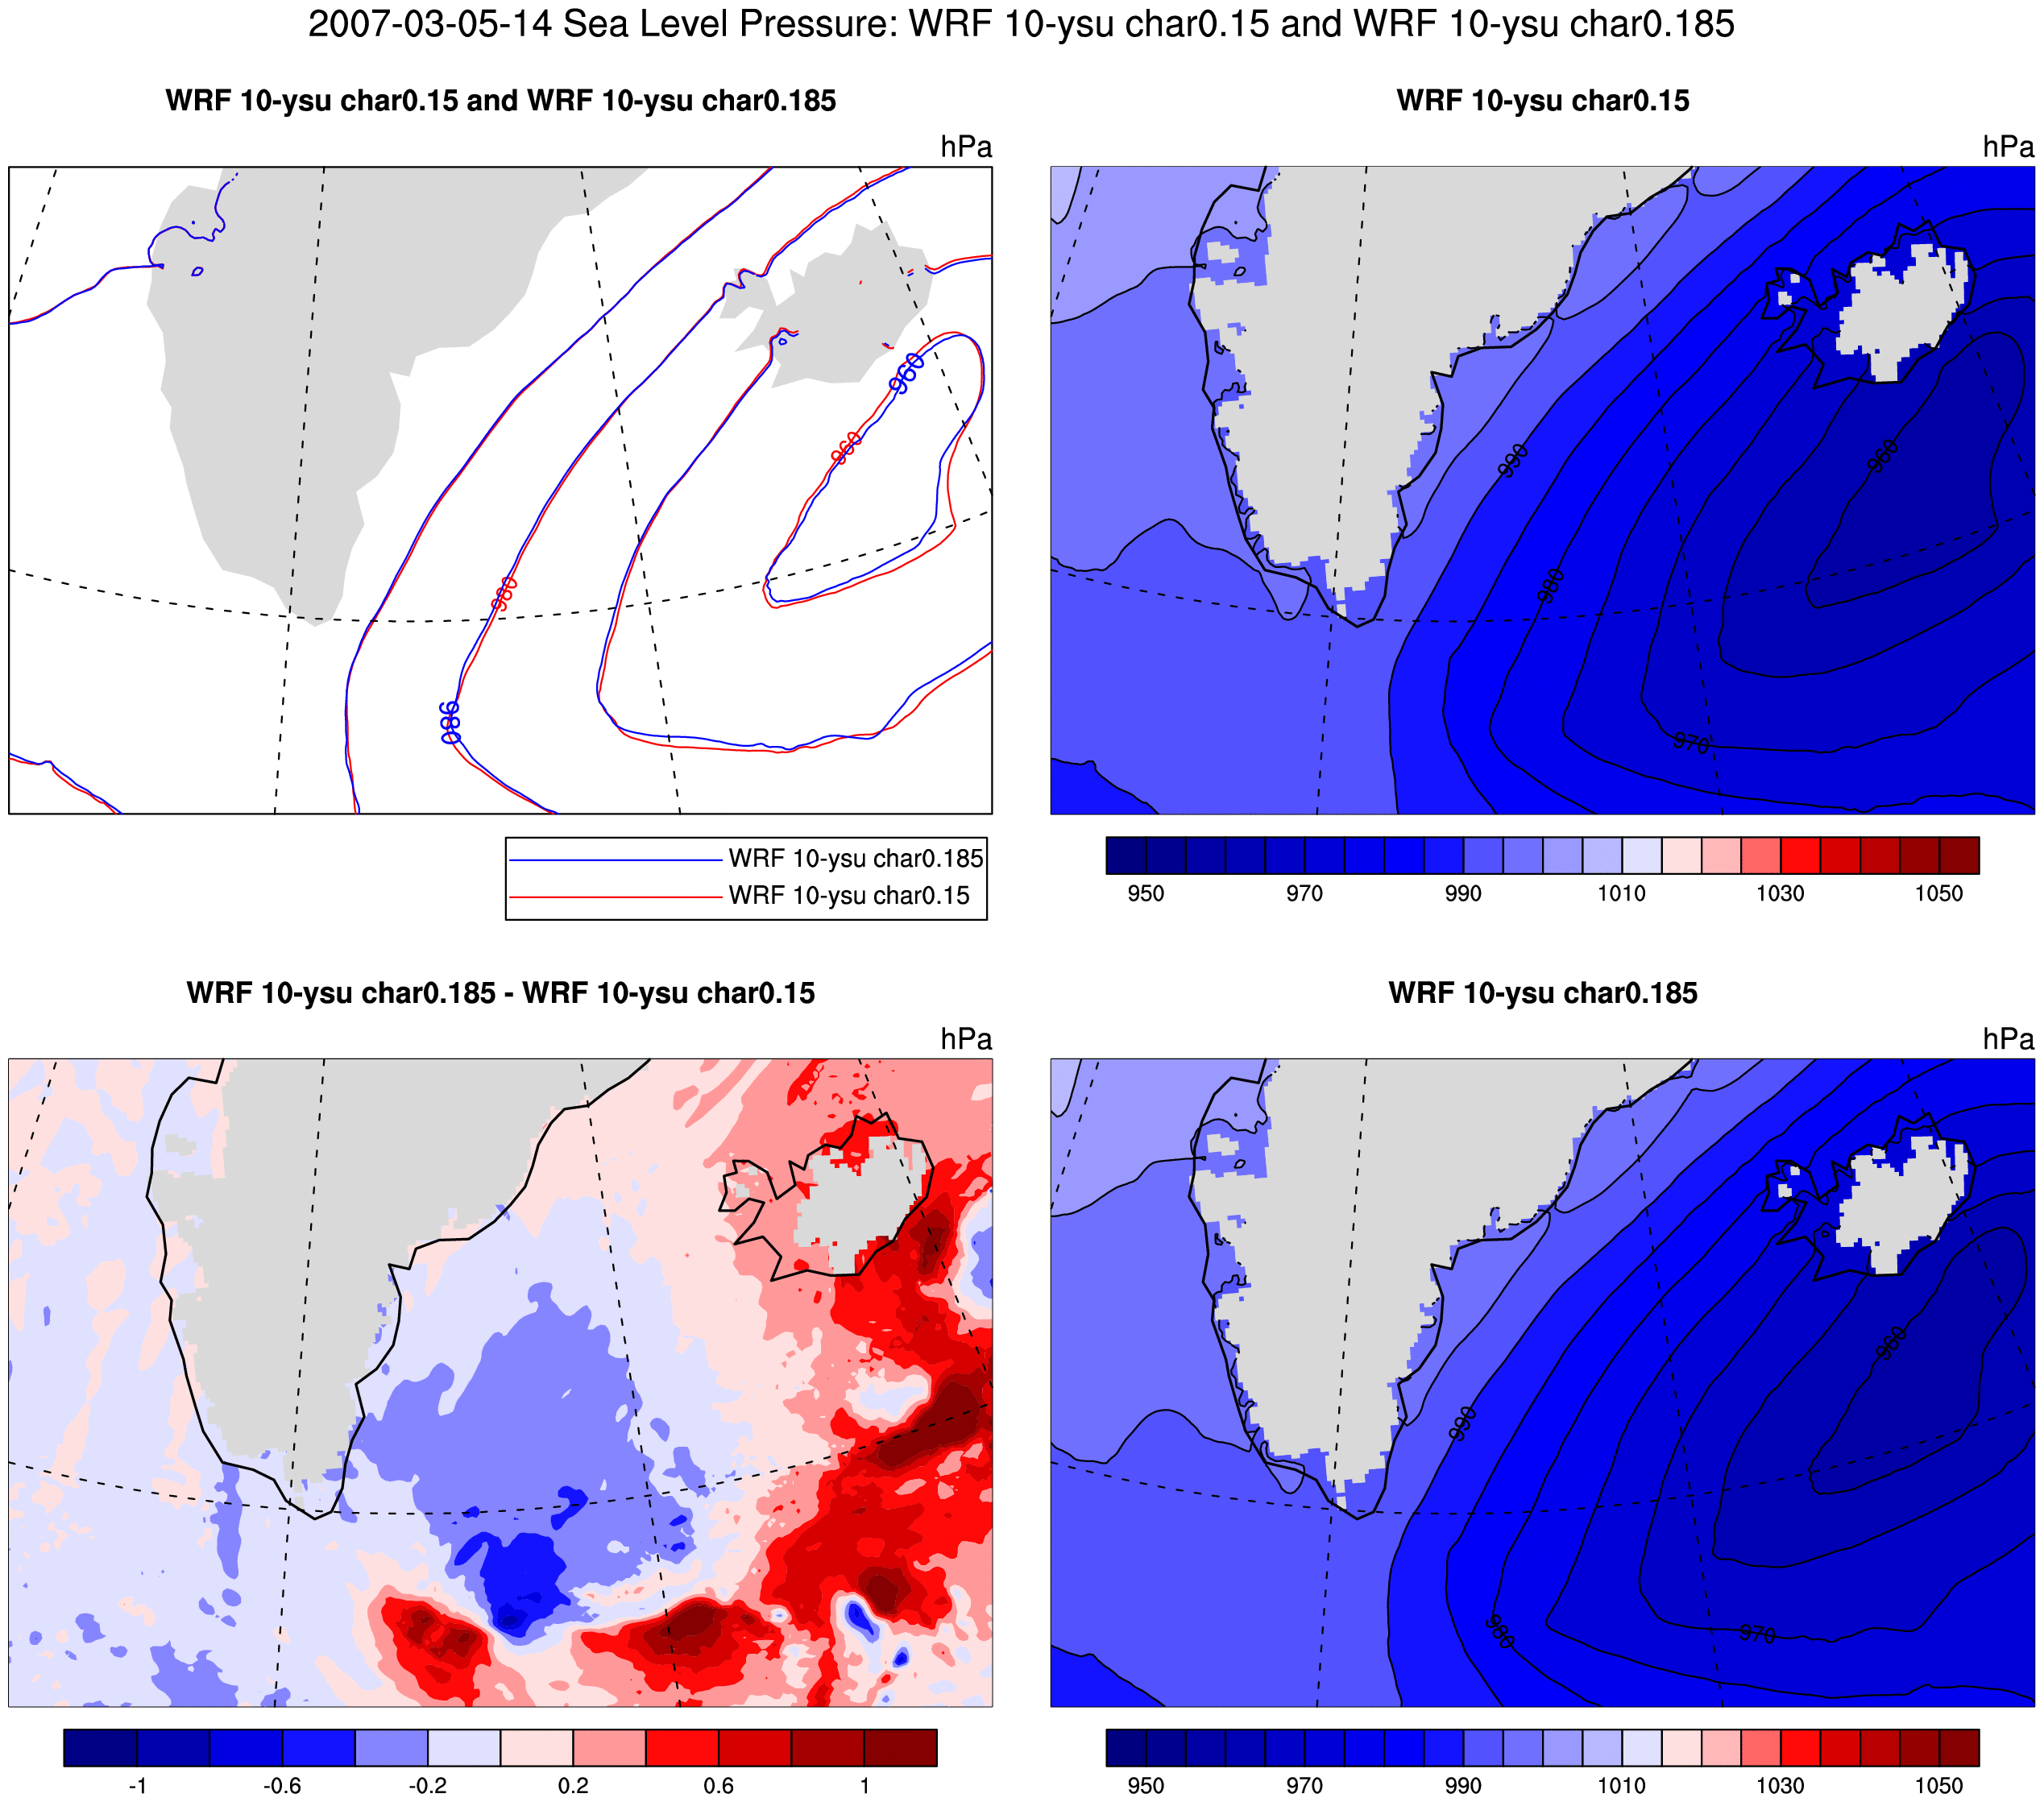 2007-03-05-14 Sea Level Pressure: WRF 10-ysu char0.15 and WRF 10-ysu char0.185
WRF 10-ysu char0.15 and WRF 10-ysu char0.185
hPa
960
960
980
980
WRF 10-ysu char0.185
WRF 10-ysu char0.15
WRF 10-ysu char0.15
hPa
990
960
980
970
950 970 990 1010 1030 1050
WRF 10-ysu char0.185 - WRF 10-ysu char0.15
hPa
-1 -0.6 -0.2 0.2 0.6 1
WRF 10-ysu char0.185
hPa
960
990
980
970
950 970 990 1010 1030 1050